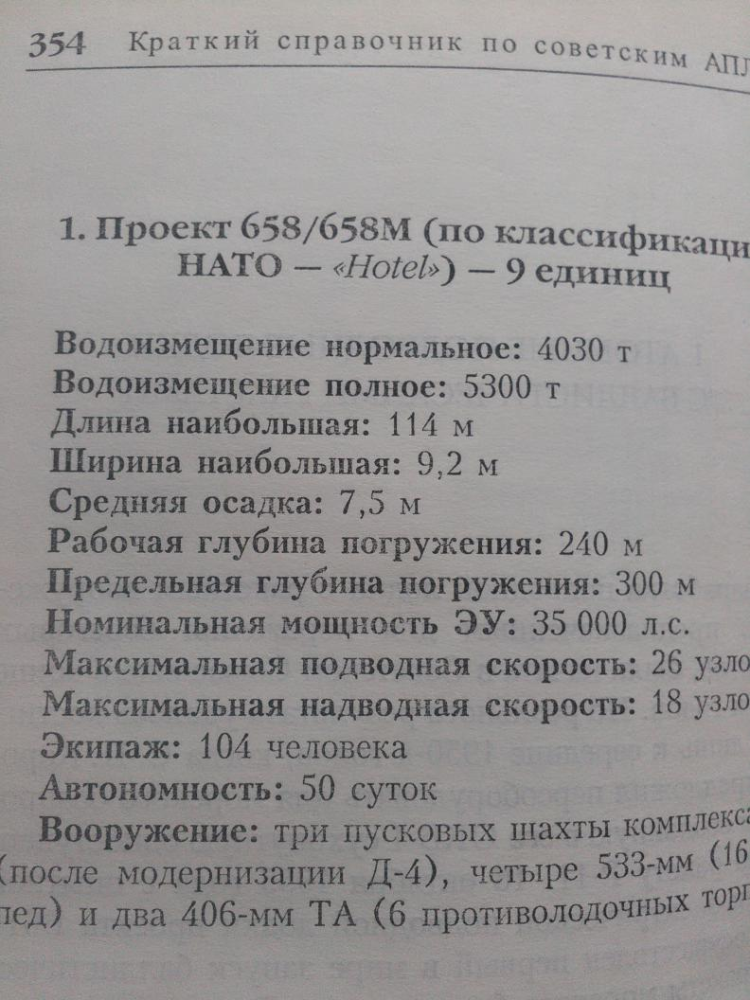 354 Краткий справочник по советским АПЛ
1. Проект 658/658М (по классификаци
НАТО — «Hotel») — 9 единиц
Водоизмещение нормальное: 4030 т
Водоизмещение полное: 5300 т
Длина наибольшая: 114 м
Ширина наибольшая: 9,2 м
Средняя осадка: 7,5 м
Рабочая глубина погружения: 240 м
Предельная глубина погружения: 300 м
Номинальная мощность ЭУ: 35 000 л.с.
Максимальная подводная скорость: 26 узло
Максимальная надводная скорость: 18 узло
Экипаж: 104 человека
Автономность: 50 суток
Вооружение: три пусковых шахты комплекса
(после модернизации Д-4), четыре 533-мм (16
пед) и два 406-мм ТА (6 противолодочных торп